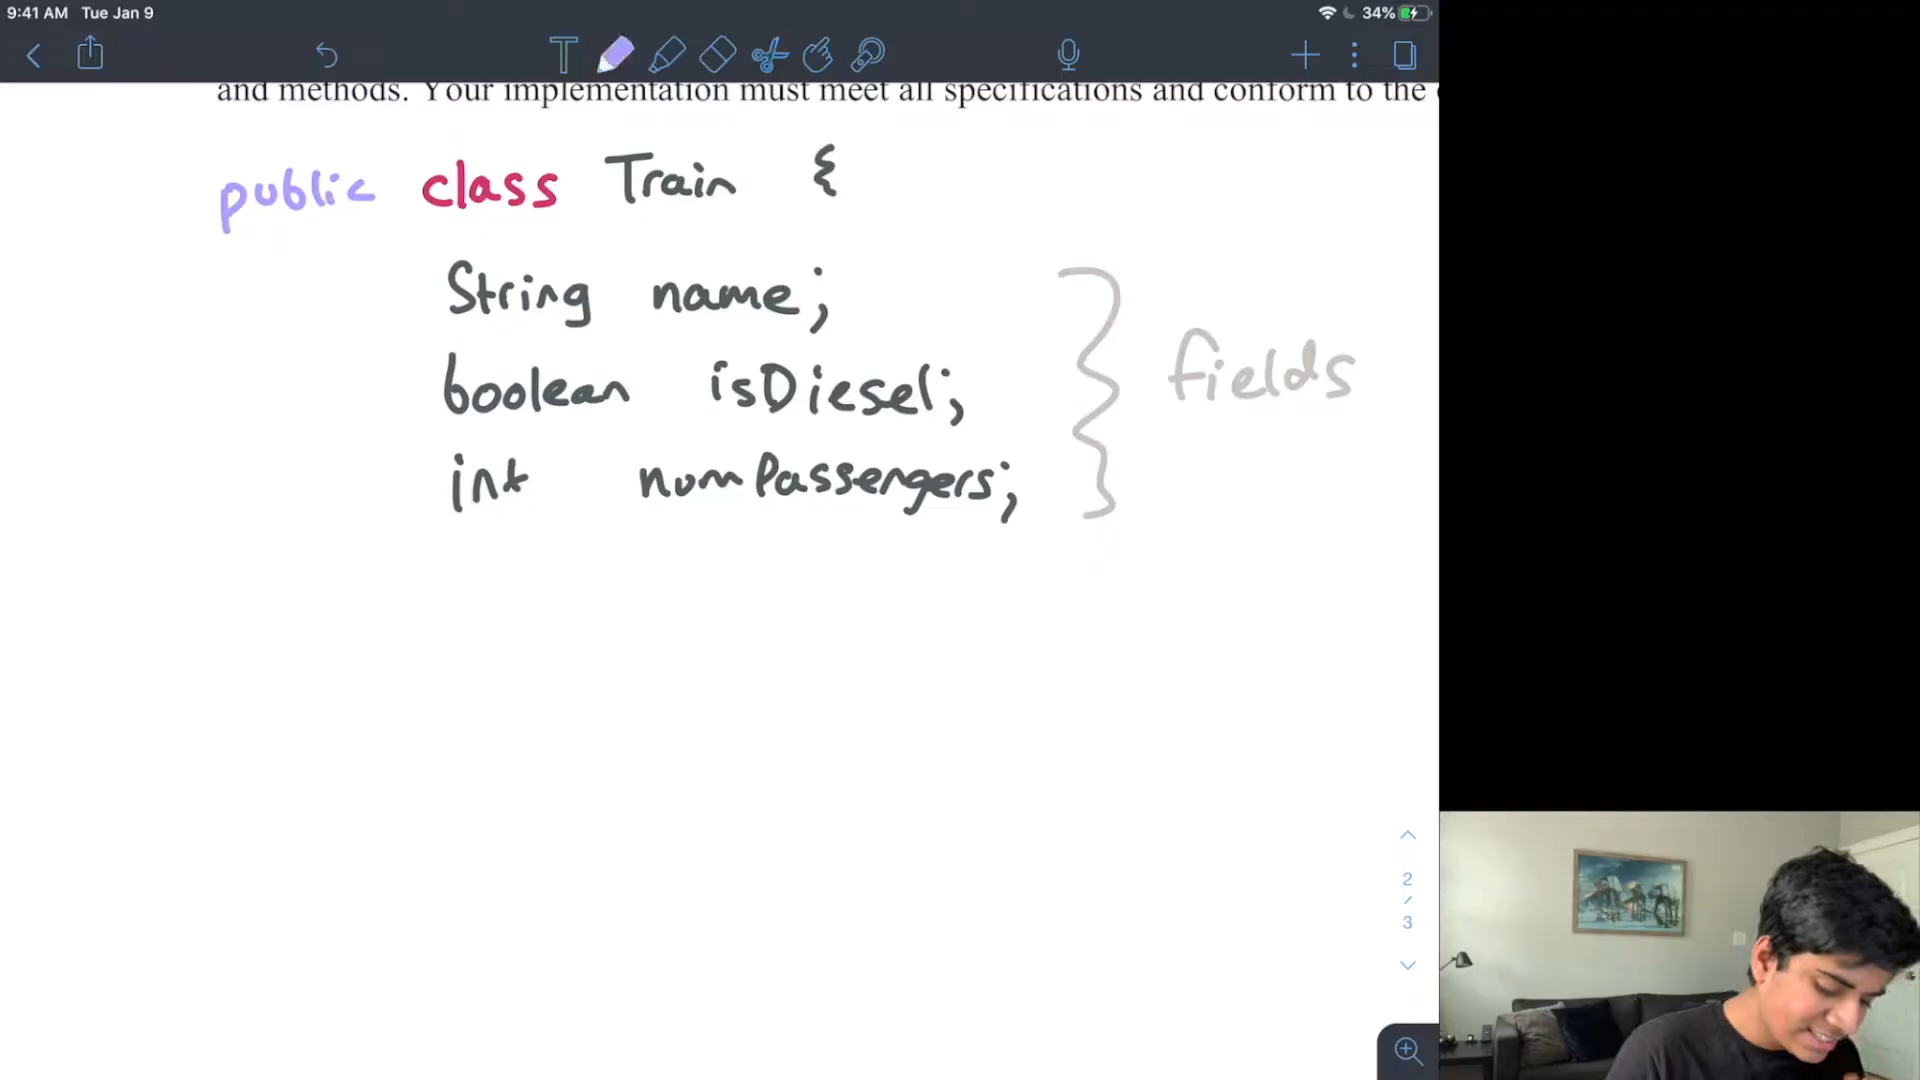 9:41 AM Tue Jan 9
34%
and methods. Your implementation must meet all specifications and conform to the
public class Train {
String name;
boolean isDiesel;
int numPassengers;
fields
2
3